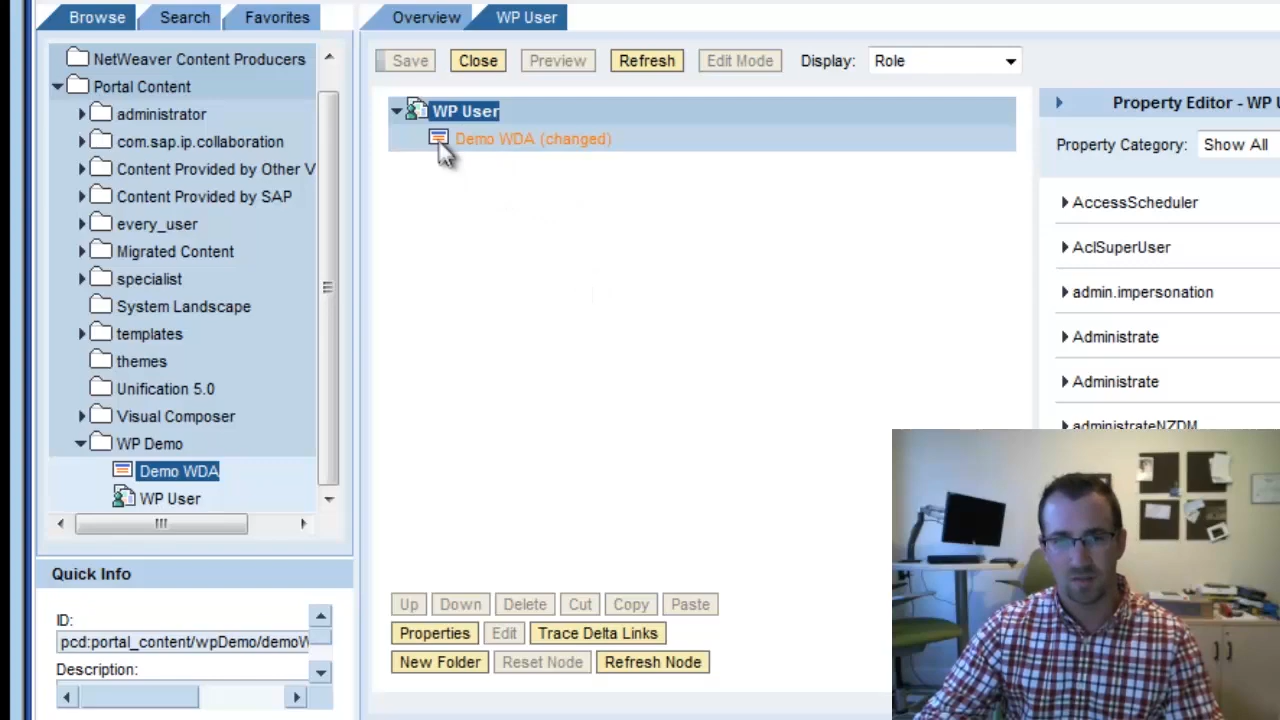 Browse
Search
Favorites
Overview
WP User
NetWeaver Content Producers
Portal Content
administrator
com.sap.ip.collaboration
Content Provided by Other V
Content Provided by SAP
every_user
Migrated Content
specialist
System Landscape
templates
themes
Unification 5.0
Visual Composer
WP Demo
Demo WDA
WP User
Quick Info
ID:
pcd:portal_content/wpDemo/demoW
Description:
Save
Close
Preview
Refresh
Edit Mode
Display:
Role
WP User
Demo WDA (changed)
Up
Down
Delete
Cut
Copy
Paste
Properties
Edit
Trace Delta Links
New Folder
Reset Node
Refresh Node
Property Editor - WP U
Property Category:
Show All
AccessScheduler
AclSuperUser
admin.impersonation
Administrate
Administrate
administrateNZDM